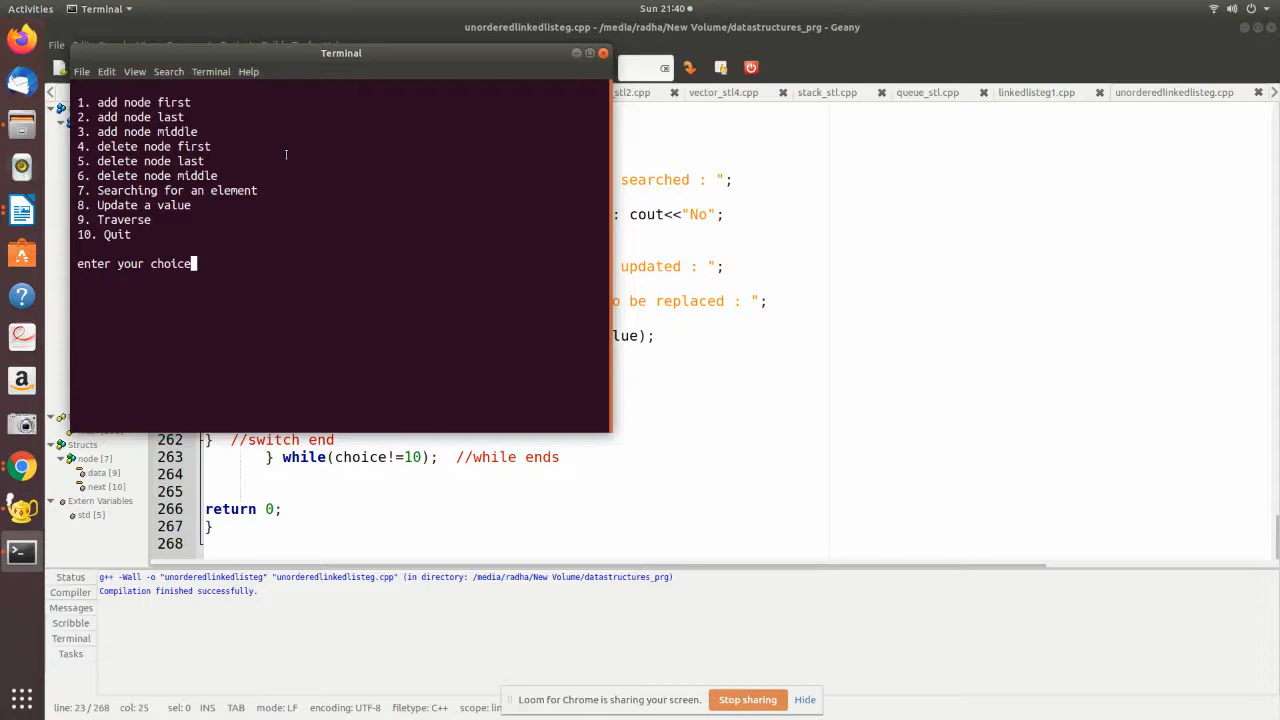 Activities
Terminal
Sun 21:40
unorderedlinkedlisteg.cpp - /media/radha/New Volume/datastructures_prg - Geany
File
Terminal
File Edit View Search Terminal Help
_stl2.cpp
vector_stl4.cpp
stack_stl.cpp
queue_stl.cpp
linkedlisteg1.cpp
unorderedlinkedlisteg.cpp
1. add node first
2. add node last
3. add node middle
4. delete node first
5. delete node last
6. delete node middle
7. Searching for an element
8. Update a value
9. Traverse
10. Quit
enter your choice
searched : ";
: cout<<"No";
updated : ";
o be replaced : ";
lue);
Structs
node [7]
data [9]
next [10]
Extern Variables
std [5]
262 } //switch end
263 } while(choice!=10); //while ends
264
265
266 return 0;
267 }
268
Status
Compiler
Messages
Scribble
Terminal
Tasks
g++ -Wall -o "unorderedlinkedlisteg" "unorderedlinkedlisteg.cpp" (in directory: /media/radha/New Volume/datastructures_prg)
Compilation finished successfully.
Loom for Chrome is sharing your screen. Stop sharing Hide
line: 23 / 268 col: 25 sel: 0 INS TAB mode: LF encoding: UTF-8 filetype: C++ scope: